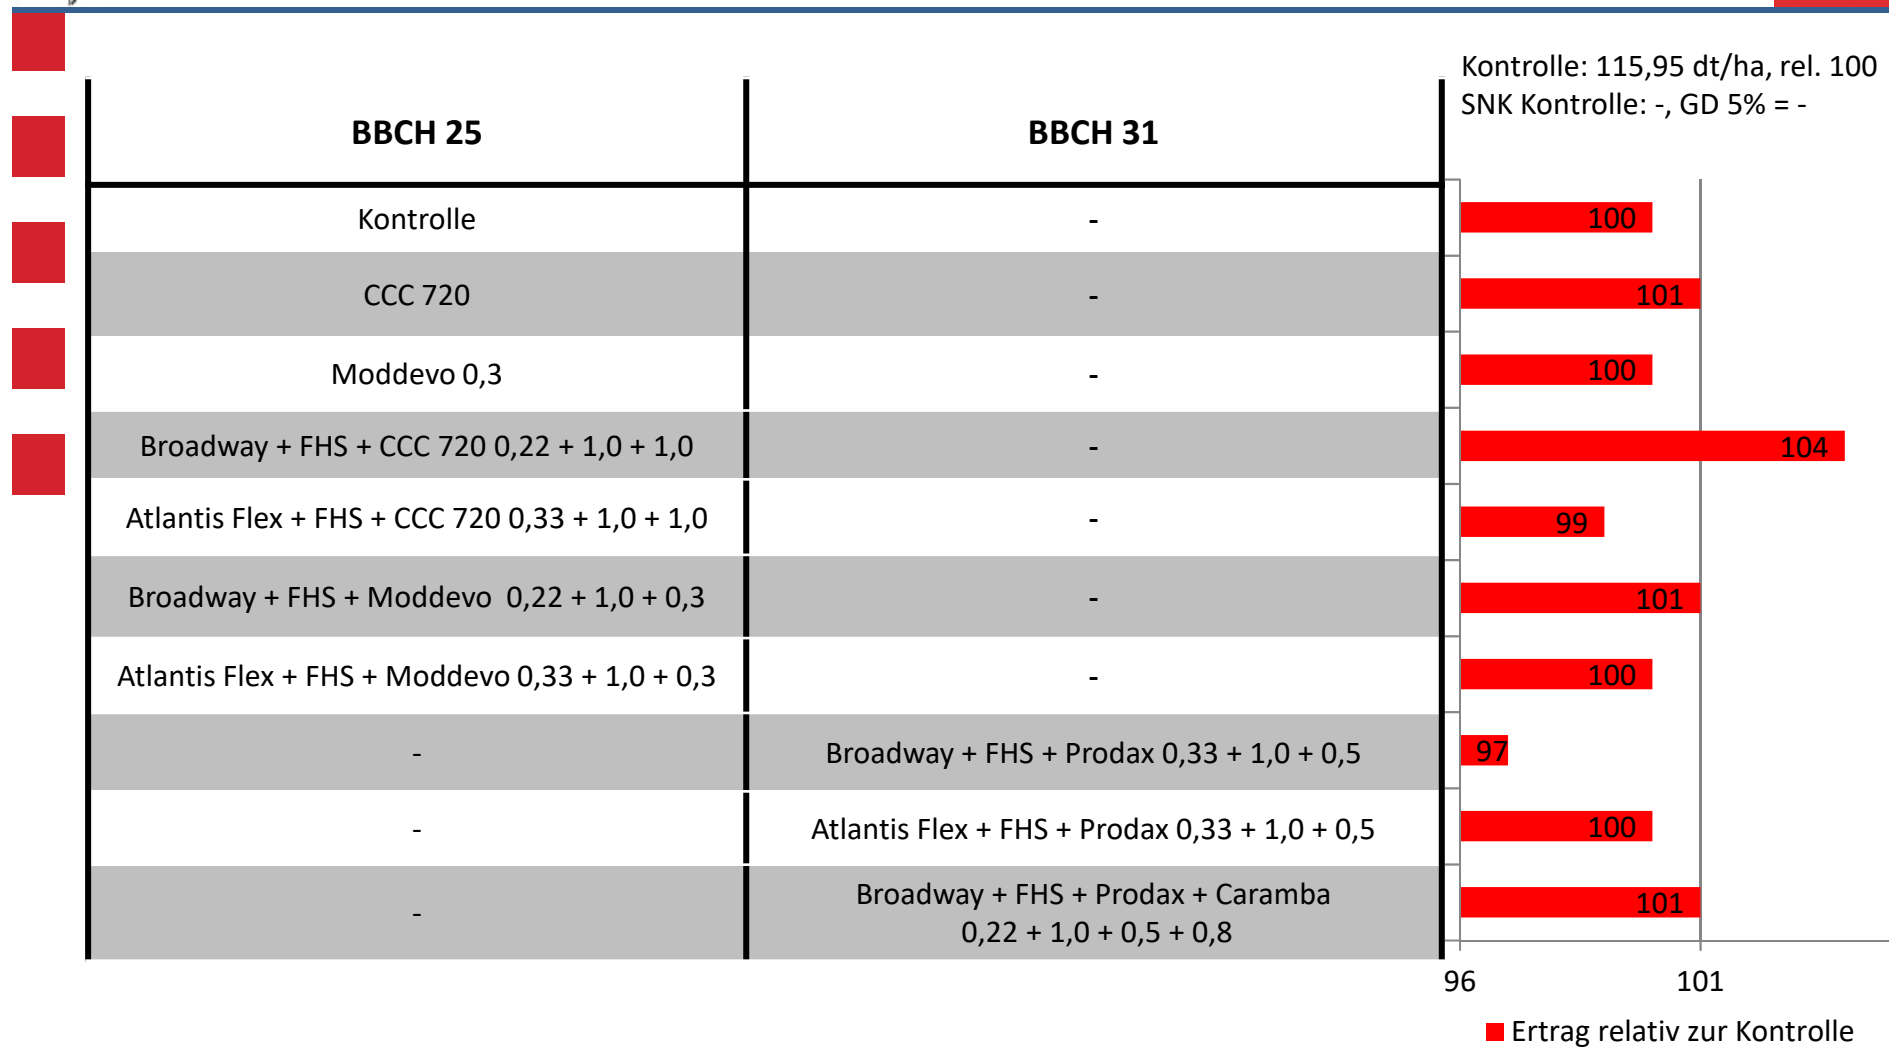 Kontrolle: 115,95 dt/ha, rel. 100
SNK Kontrolle: -, GD 5% = -
BBCH 25 BBCH 31
Kontrolle - 100
CCC 720 - 101
Moddevo 0,3 - 100
Broadway + FHS + CCC 720 0,22 + 1,0 + 1,0 - 104
Atlantis Flex + FHS + CCC 720 0,33 + 1,0 + 1,0 - 99
Broadway + FHS + Moddevo 0,22 + 1,0 + 0,3 - 101
Atlantis Flex + FHS + Moddevo 0,33 + 1,0 + 0,3 - 100
- Broadway + FHS + Prodax 0,33 + 1,0 + 0,5 97
- Atlantis Flex + FHS + Prodax 0,33 + 1,0 + 0,5 100
- Broadway + FHS + Prodax + Caramba
0,22 + 1,0 + 0,5 + 0,8 101
96 101
Ertrag relativ zur Kontrolle